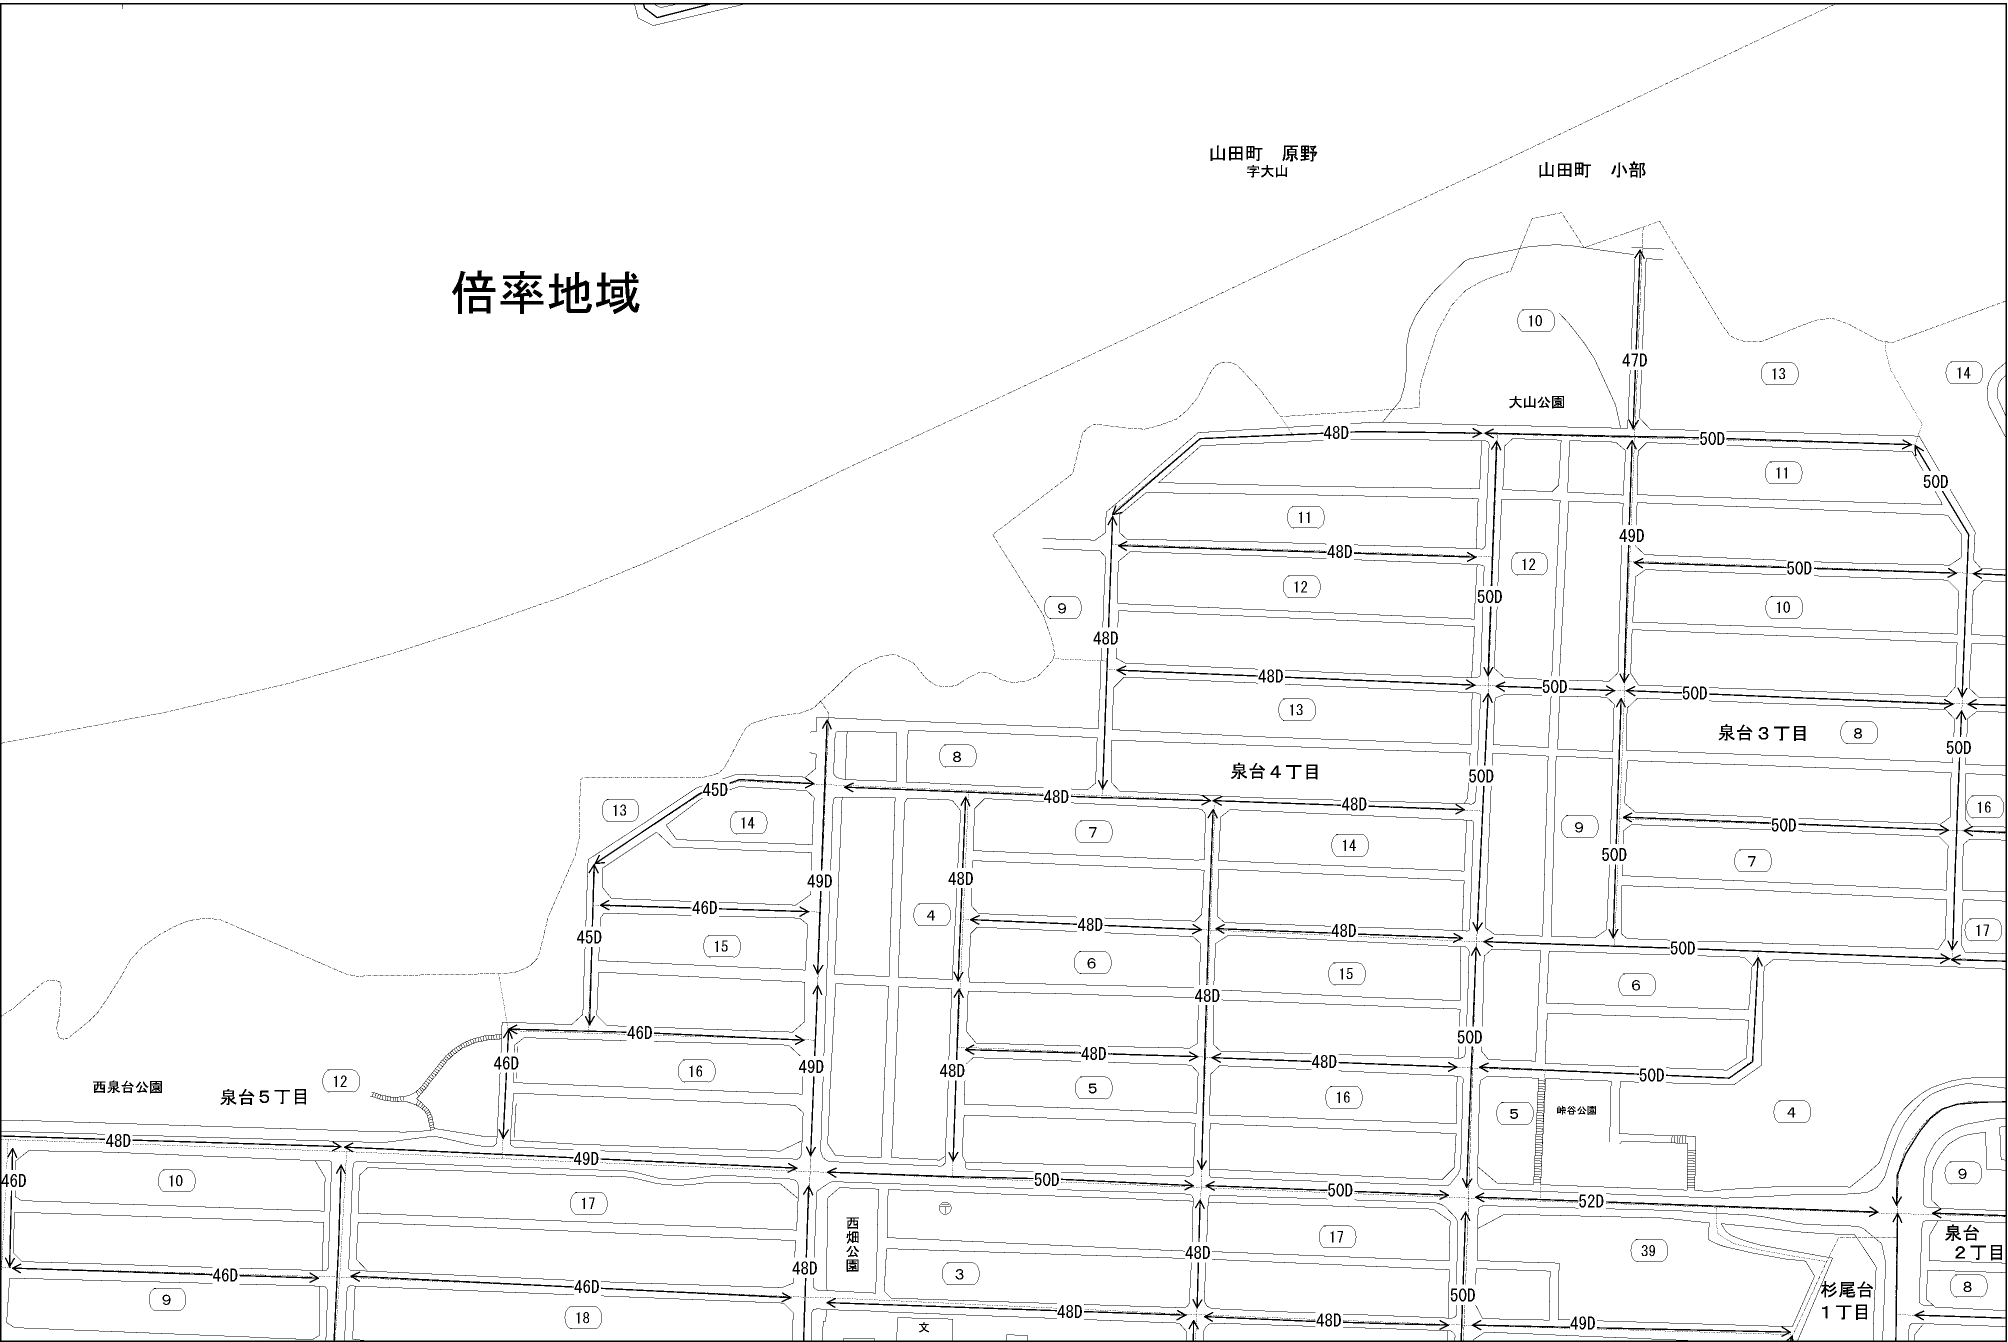 山田町　原野
字大山
山田町　小部
倍率地域
10
47D
13
14
大山公園
48D
50D
11
50D
11
49D
48D
12
50D
12
50D
10
9
48D
48D
50D
50D
13
泉台３丁目
8
50D
8
泉台４丁目
50D
45D
48D
48D
13
14
7
14
9
50D
16
50D
7
49D
48D
46D
4
48D
48D
17
45D
15
50D
6
15
6
48D
46D
50D
46D
16
49D
48D
48D
48D
50D
西泉台公園
泉台５丁目
12
5
16
5
峠谷公園
4
48D
49D
50D
50D
52D
9
46D
10
17
西畑公園
〒
17
39
泉台
２丁目
48D
48D
46D
46D
3
50D
杉尾台
１丁目
8
9
18
48D
48D
49D
文